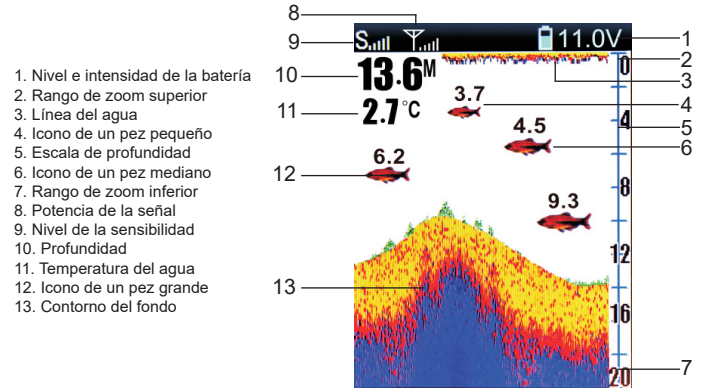 1. Nivel e intensidad de la batería
2. Rango de zoom superior
3. Línea del agua
4. Icono de un pez pequeño
5. Escala de profundidad
6. Icono de un pez mediano
7. Rango de zoom inferior
8. Potencia de la señal
9. Nivel de la sensibilidad
10. Profundidad
11. Temperatura del agua
12. Icono de un pez grande
13. Contorno del fondo
8
9
10
11
12
13
S
11.0V
13.6M
2.7°C
3.7
4.5
6.2
9.3
0
4
8
12
16
20
1
2
3
4
5
6
7